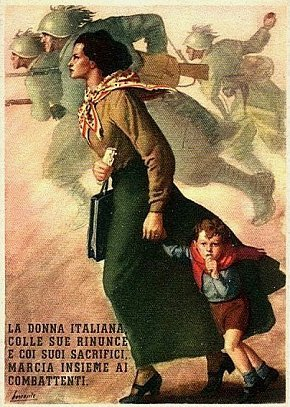 LA DONNA ITALIANA,
COLLE SUE RINUNCE
E COI SUOI SACRIFICI,
MARCIA INSIEME AI
COMBATTENTI.